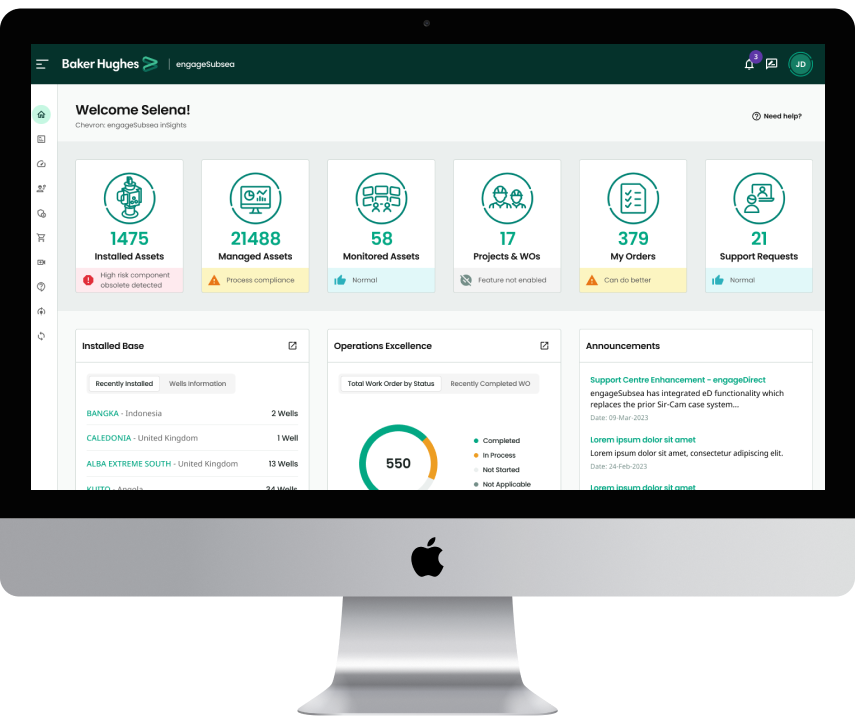 Baker Hughes
engageSubsea
3
JD
Welcome Selena!
Chevron: engageSubsea inSights
Need help?
1475
Installed Assets
High risk component
obsolete detected
21488
Managed Assets
Process compliance
58
Monitored Assets
Normal
17
Projects & WOs
Feature not enabled
379
My Orders
Can do better
21
Support Requests
Normal
Installed Base
Recently Installed
Wells Information
BANGKA - Indonesia
2 Wells
CALEDONIA - United Kingdom
1 Well
ALBA EXTREME SOUTH - United Kingdom
13 Wells
KUITO - Angola
24 Wells
Operations Excellence
Total Work Order by Status
Recently Completed WO
550
Completed
In Process
Not Started
Not Applicable
Announcements
Support Centre Enhancement - engageDirect
engageSubsea has integrated eD functionality which
replaces the prior Sir-Cam case system...
Date: 09-Mar-2023
Lorem ipsum dolor sit amet
Lorem ipsum dolor sit amet, consectetur adipiscing elit.
Date: 24-Feb-2023
Lorem ipsum dolor sit amet